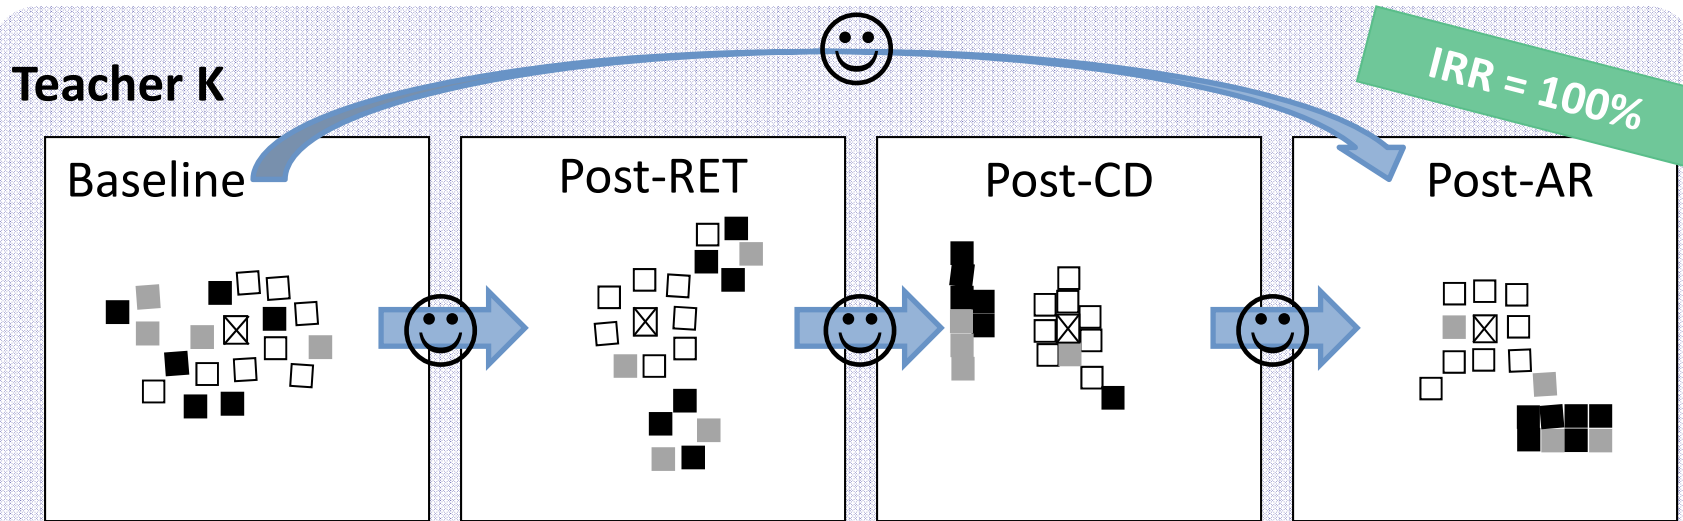 Teacher K
IRR = 100%
Baseline
Post-RET
Post-CD
Post-AR